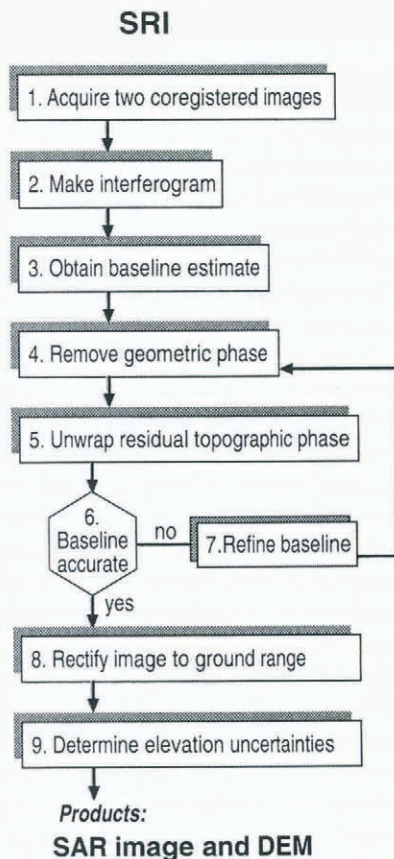 SRI
1. Acquire two coregistered images
2. Make interferogram
3. Obtain baseline estimate
4. Remove geometric phase
5. Unwrap residual topographic phase
6.
Baseline
accurate
no
7.Refine baseline
yes
8. Rectify image to ground range
9. Determine elevation uncertainties
Products:
SAR image and DEM